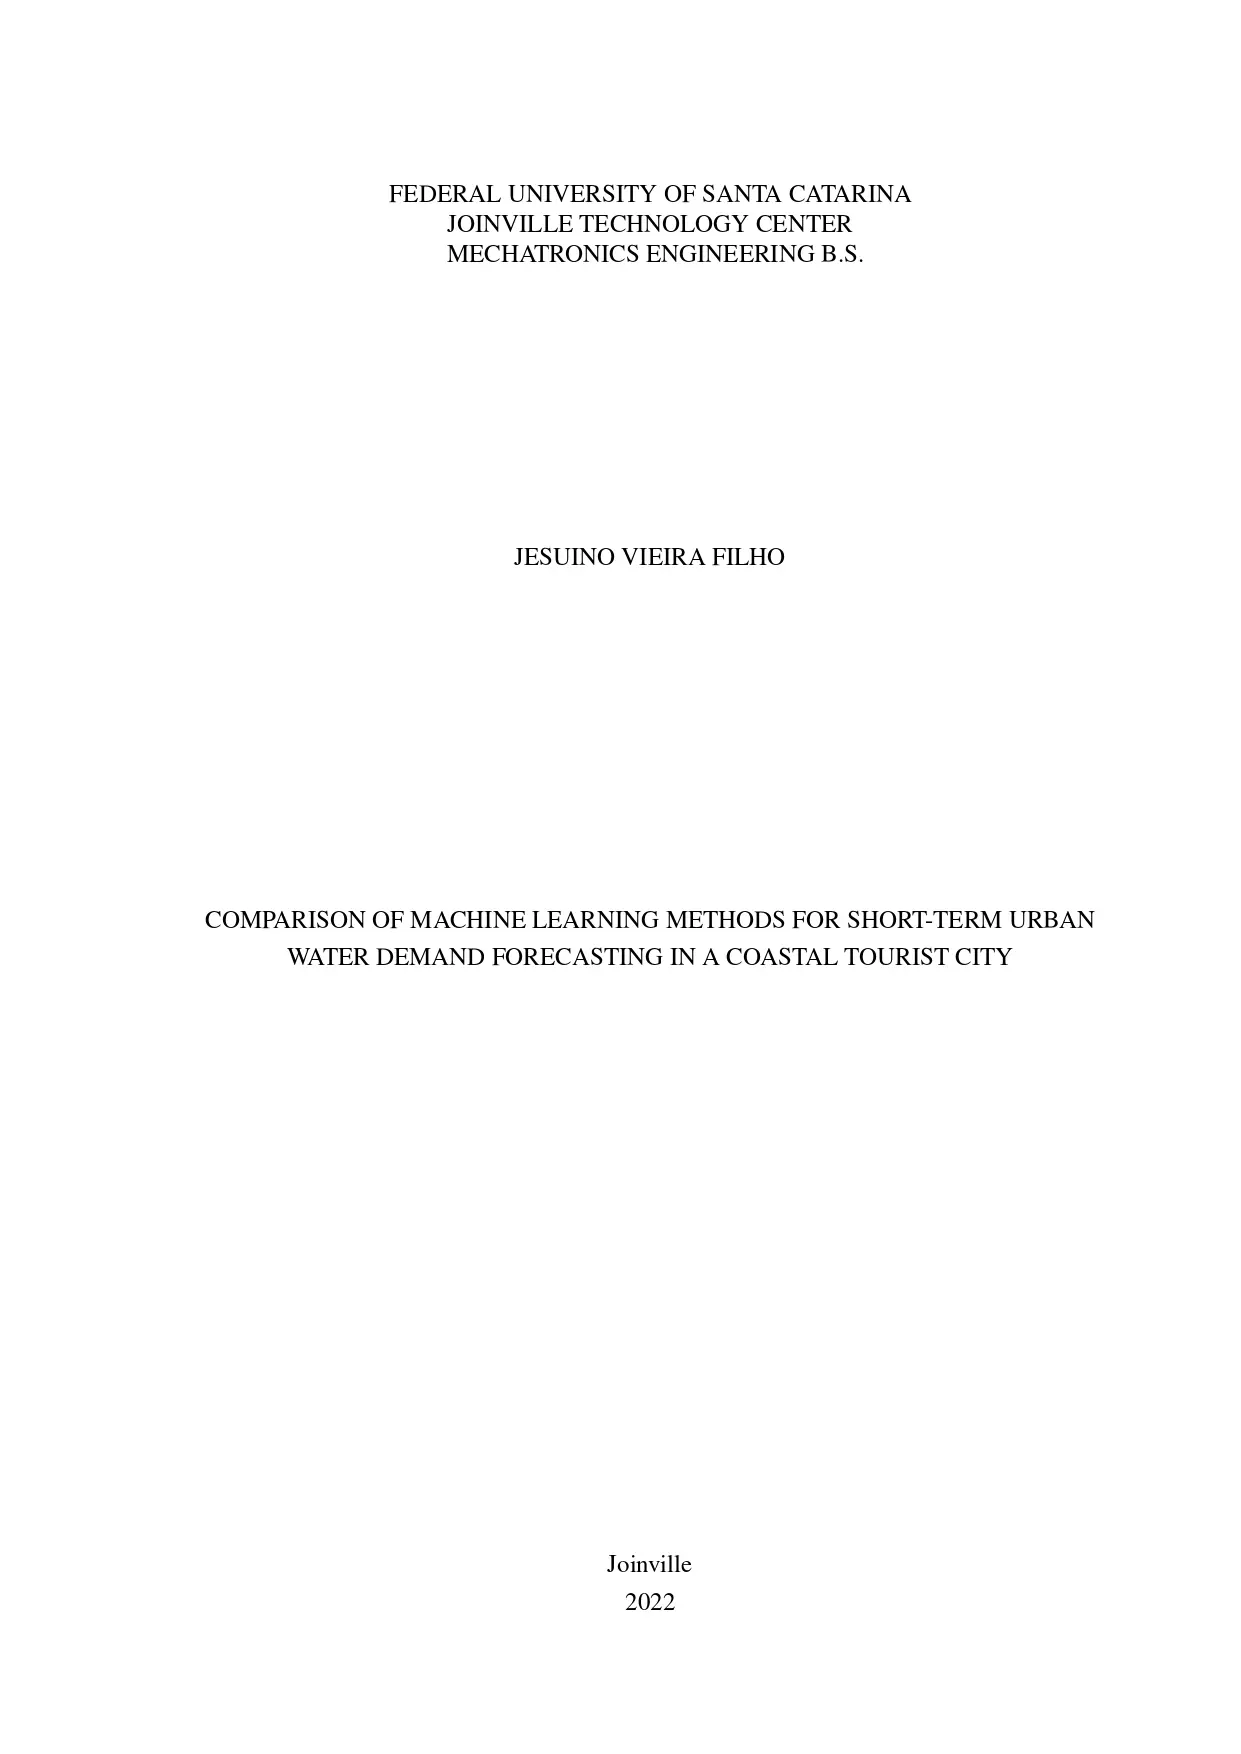 FEDERAL UNIVERSITY OF SANTA CATARINA
JOINVILLE TECHNOLOGY CENTER
MECHATRONICS ENGINEERING B.S.
JESUINO VIEIRA FILHO
COMPARISON OF MACHINE LEARNING METHODS FOR SHORT-TERM URBAN
WATER DEMAND FORECASTING IN A COASTAL TOURIST CITY
Joinville
2022